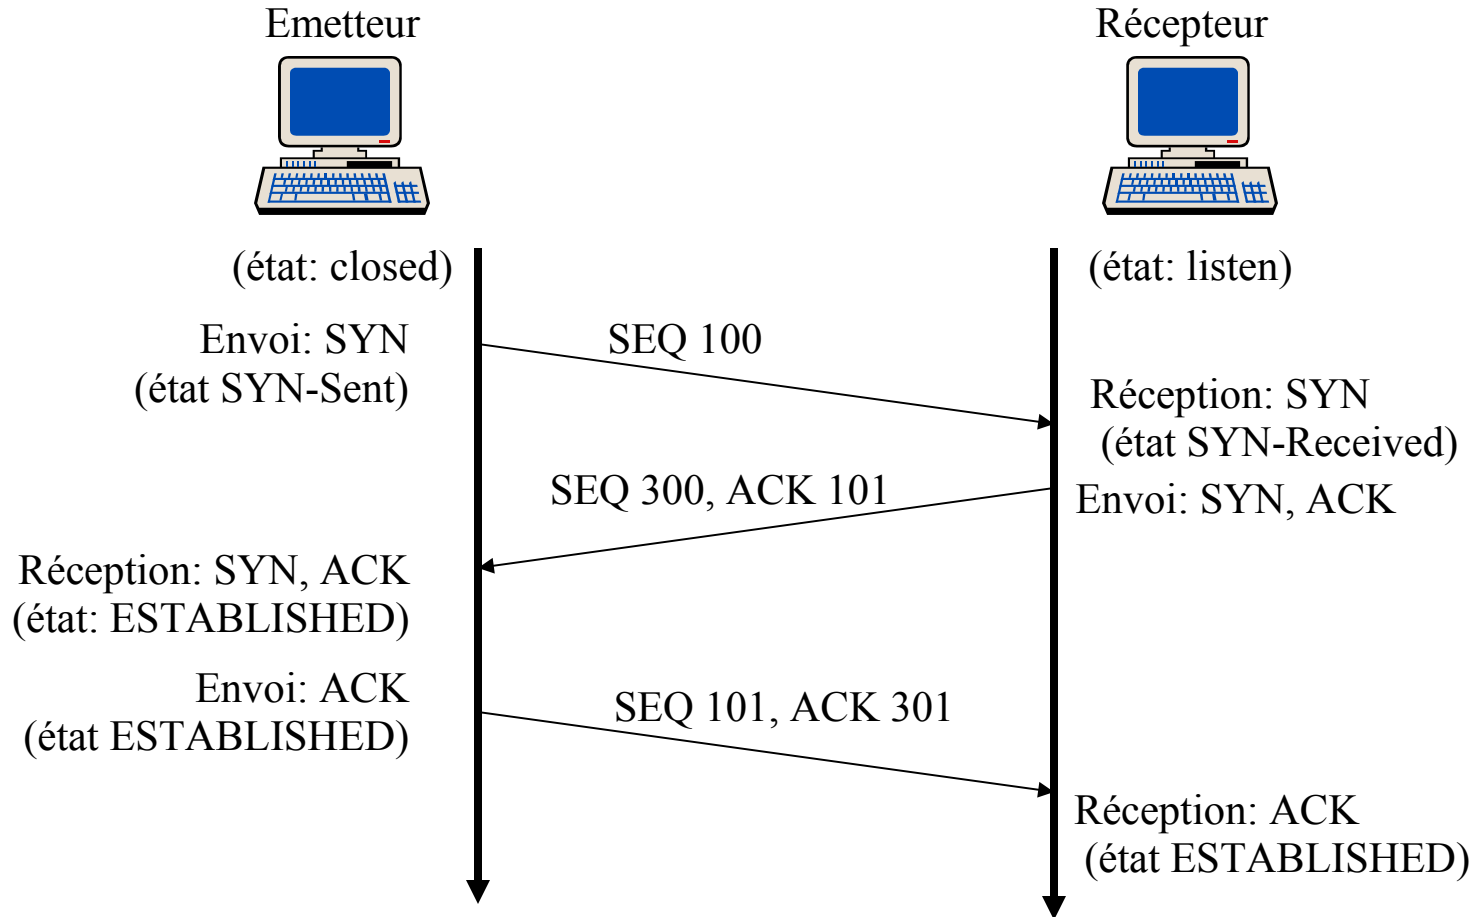 Emetteur
Récepteur
(état: closed)
(état: listen)
Envoi: SYN
(état SYN-Sent)
SEQ 100
Réception: SYN
(état SYN-Received)
SEQ 300, ACK 101
Envoi: SYN, ACK
Réception: SYN, ACK
(état: ESTABLISHED)
Envoi: ACK
(état ESTABLISHED)
SEQ 101, ACK 301
Réception: ACK
(état ESTABLISHED)